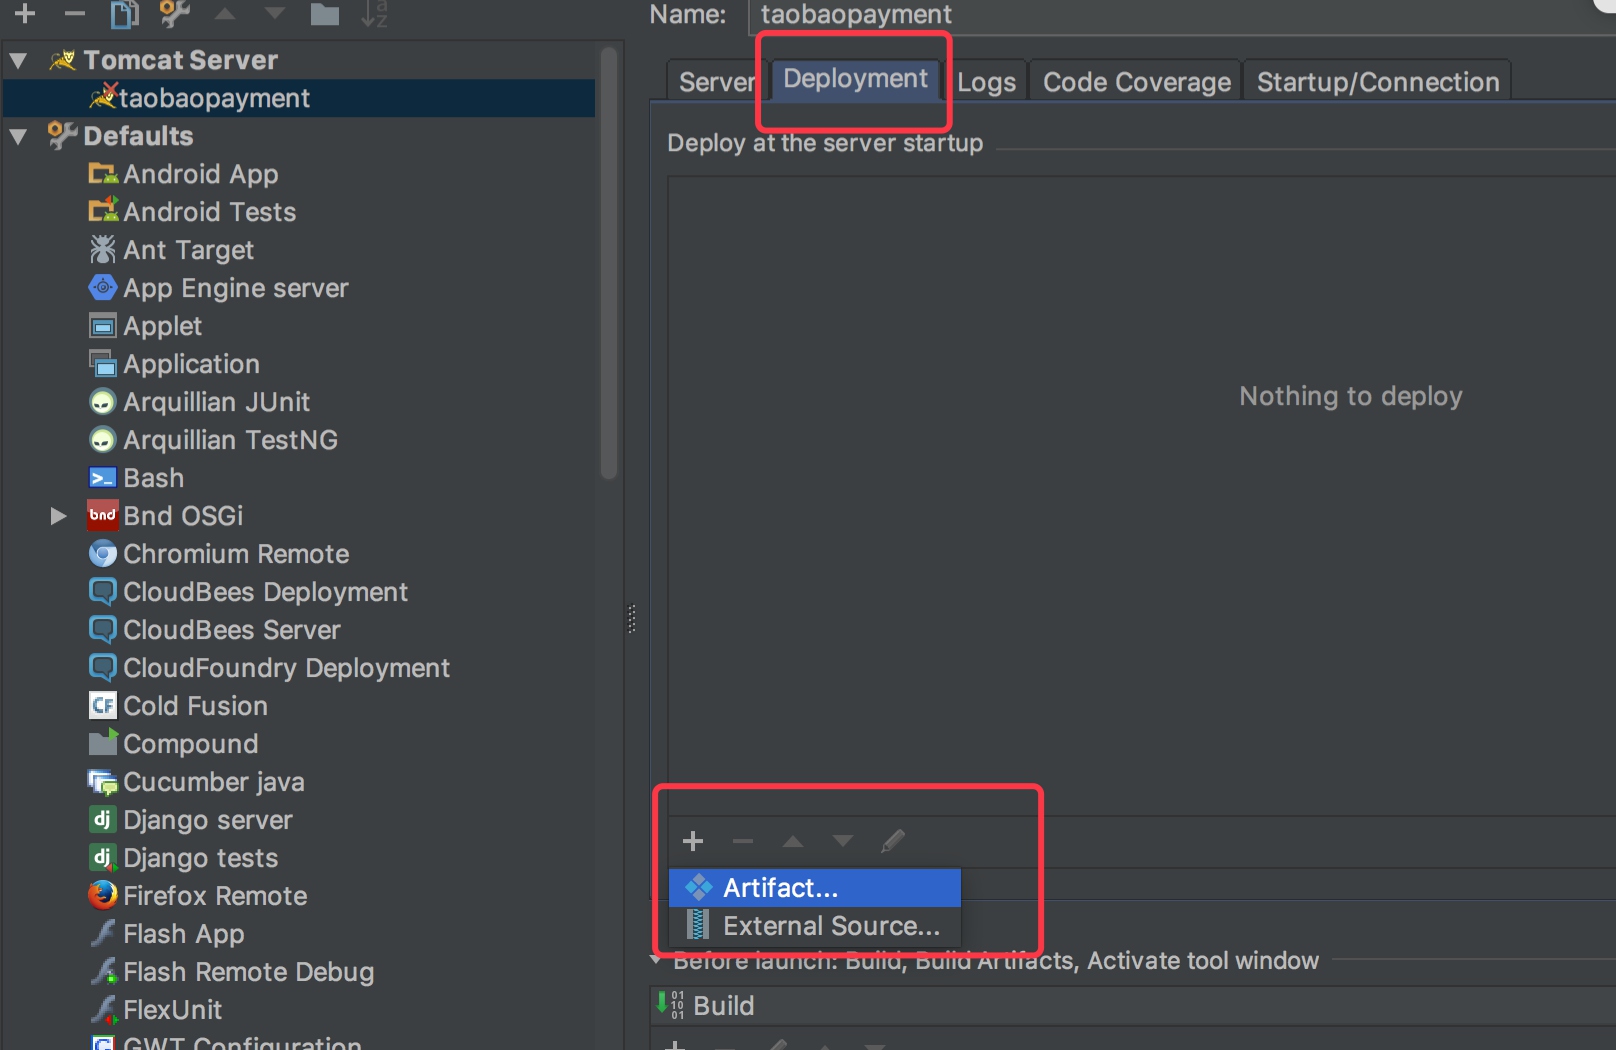 Name: taobaopayment
Tomcat Server
taobaopayment
Defaults
Android App
Android Tests
Ant Target
App Engine server
Applet
Application
Arquillian JUnit
Arquillian TestNG
Bash
bnd Bnd OSGi
Chromium Remote
CloudBees Deployment
CloudBees Server
CloudFoundry Deployment
CF Cold Fusion
Compound
Cucumber java
dj Django server
dj Django tests
Firefox Remote
Flash App
Flash Remote Debug
FlexUnit
GWT Configuration
Server Deployment Logs Code Coverage Startup/Connection
Deploy at the server startup
Nothing to deploy
Artifact...
External Source...
Before launch: Build, Build Artifacts, Activate tool window
Build